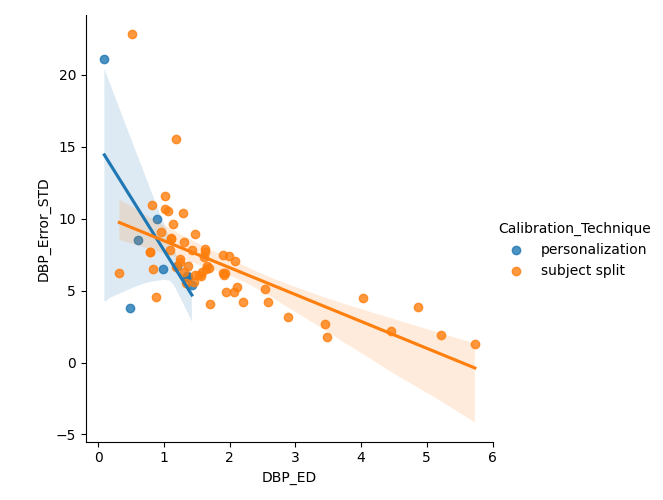 20
15
10
5
0
−5
DBP_Error_STD
0 1 2 3 4 5 6
DBP_ED
Calibration_Technique
personalization
subject split